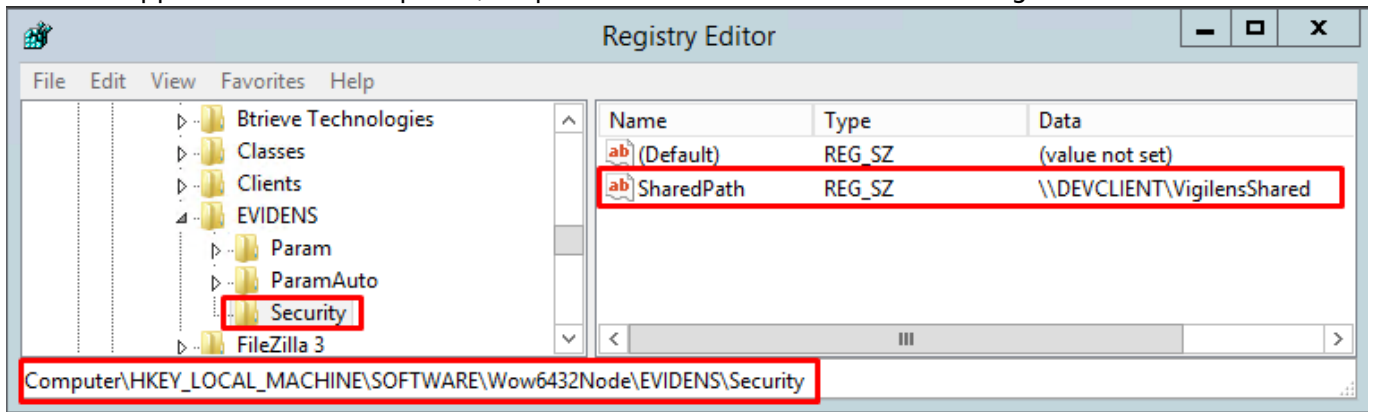 Registry Editor
File Edit View Favorites Help
Btrieve Technologies
Classes
Clients
EVIDENS
Param
ParamAuto
Security
FileZilla 3
Name Type Data
(Default) REG_SZ (value not set)
SharedPath REG_SZ \\DEVCLIENT\VigilensShared
Computer\HKEY_LOCAL_MACHINE\SOFTWARE\Wow6432Node\EVIDENS\Security